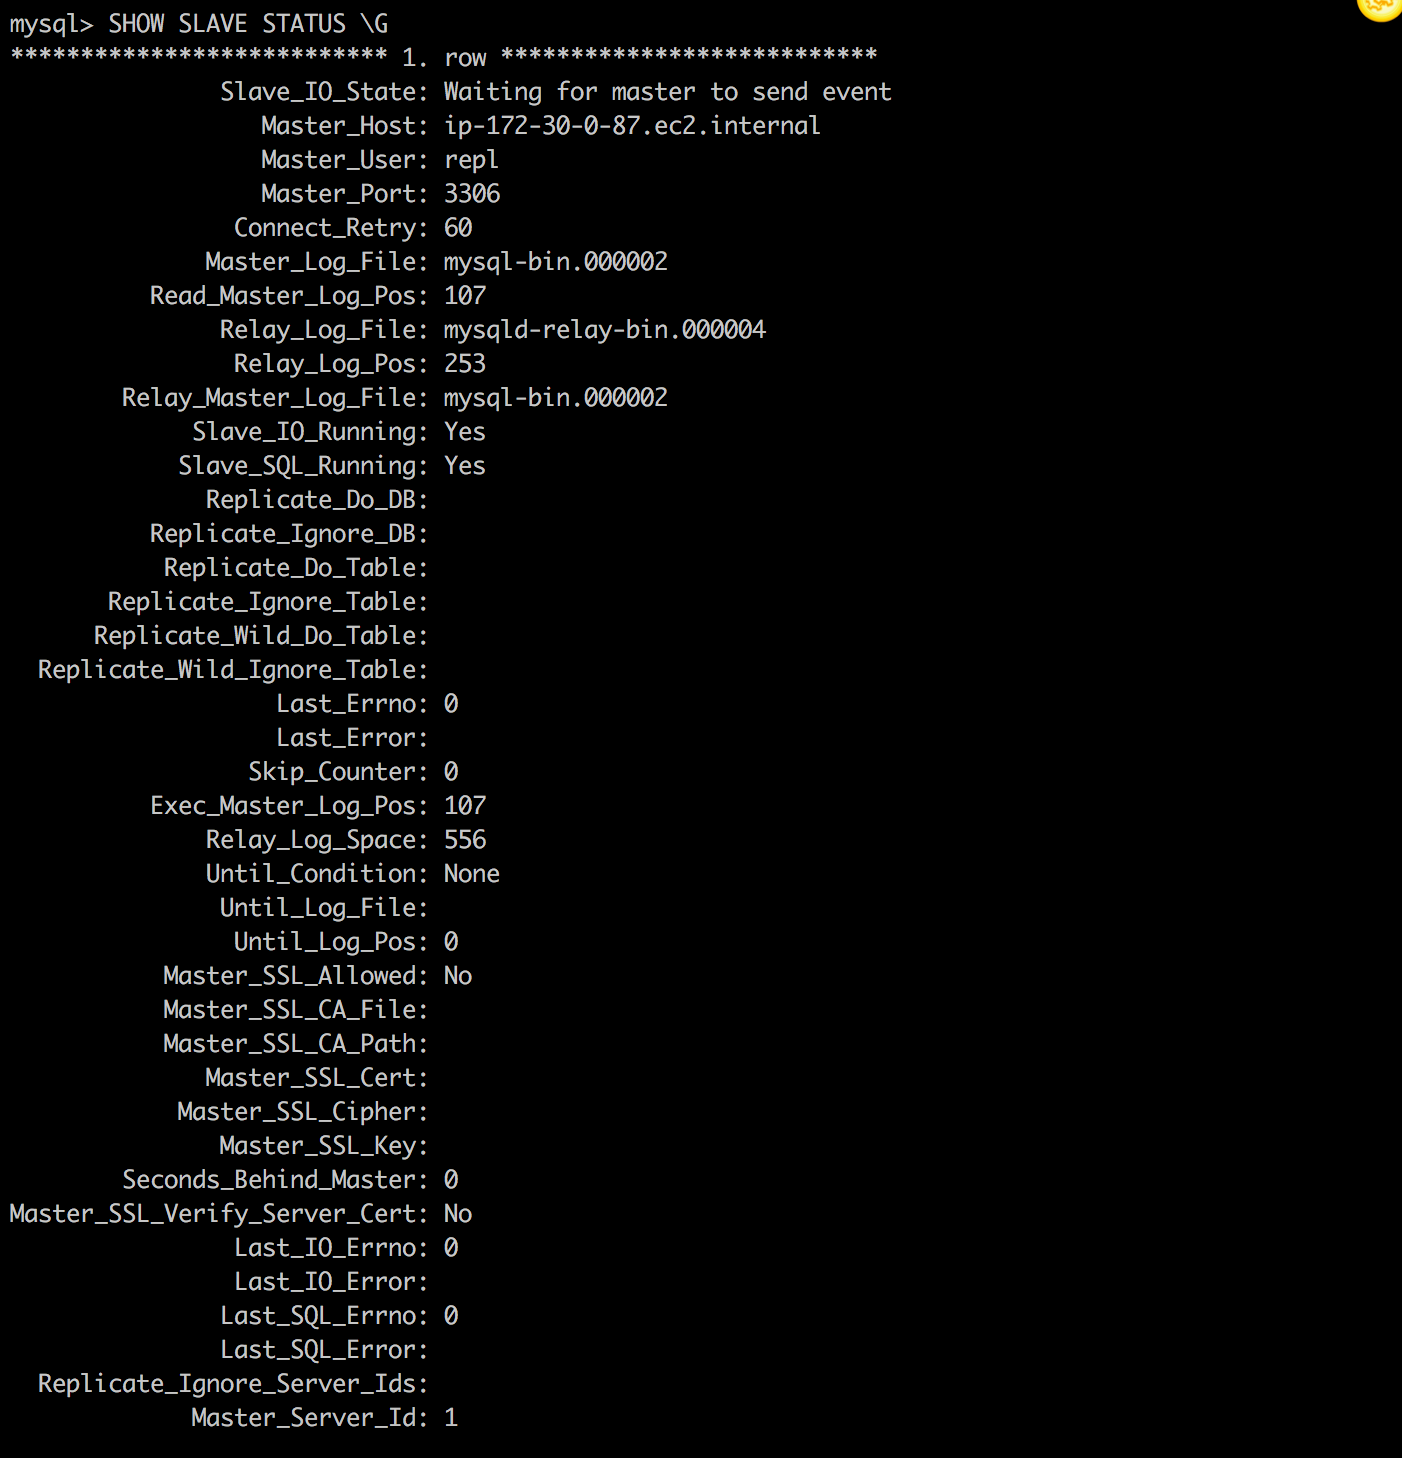 mysql> SHOW SLAVE STATUS \G
*************************** 1. row ***************************
Slave_IO_State: Waiting for master to send event
Master_Host: ip-172-30-0-87.ec2.internal
Master_User: repl
Master_Port: 3306
Connect_Retry: 60
Master_Log_File: mysql-bin.000002
Read_Master_Log_Pos: 107
Relay_Log_File: mysqld-relay-bin.000004
Relay_Log_Pos: 253
Relay_Master_Log_File: mysql-bin.000002
Slave_IO_Running: Yes
Slave_SQL_Running: Yes
Replicate_Do_DB:
Replicate_Ignore_DB:
Replicate_Do_Table:
Replicate_Ignore_Table:
Replicate_Wild_Do_Table:
Replicate_Wild_Ignore_Table:
Last_Errno: 0
Last_Error:
Skip_Counter: 0
Exec_Master_Log_Pos: 107
Relay_Log_Space: 556
Until_Condition: None
Until_Log_File:
Until_Log_Pos: 0
Master_SSL_Allowed: No
Master_SSL_CA_File:
Master_SSL_CA_Path:
Master_SSL_Cert:
Master_SSL_Cipher:
Master_SSL_Key:
Seconds_Behind_Master: 0
Master_SSL_Verify_Server_Cert: No
Last_IO_Errno: 0
Last_IO_Error:
Last_SQL_Errno: 0
Last_SQL_Error:
Replicate_Ignore_Server_Ids:
Master_Server_Id: 1